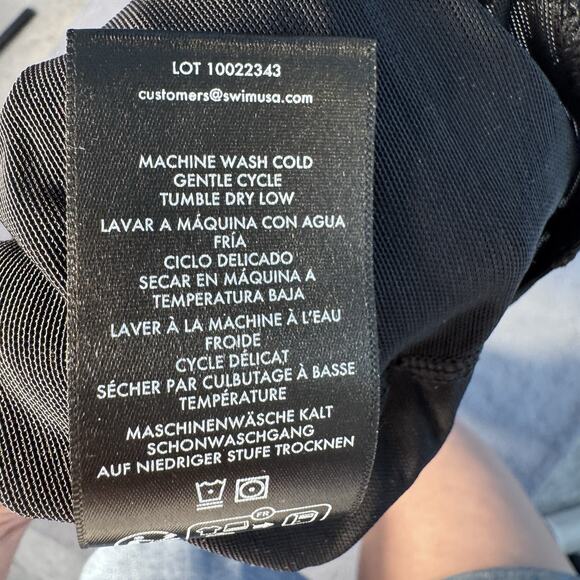 LOT 10022343
customers@swimusa.com
MACHINE WASH COLD
GENTLE CYCLE
TUMBLE DRY LOW
LAVAR A MÁQUINA CON AGUA
FRÍA
CICLO DELICADO
SECAR EN MÁQUINA A
TEMPERATURA BAJA
LAVER À LA MACHINE À L'EAU
FROIDE
CYCLE DÉLICAT
SÉCHER PAR CULBUTAGE À BASSE
TEMPÉRATURE
MASCHINENWÄSCHE KALT
SCHONWASCHGANG
AUF NIEDRIGER STUFE TROCKNEN
FR